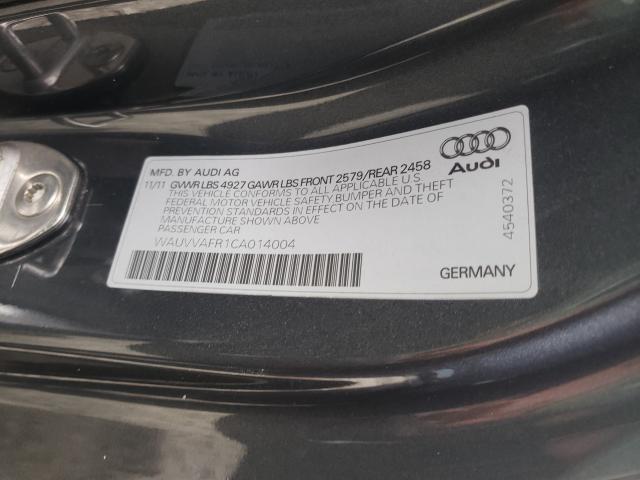 MFD. BY AUDI AG
11/11 GVWR LBS 4927 GAWR LBS FRONT 2579/REAR 2458
THIS VEHICLE CONFORMS TO ALL APPLICABLE U.S.
FEDERAL MOTOR VEHICLE SAFETY BUMPER AND THEFT
PREVENTION STANDARDS IN EFFECT ON THE DATE OF
MANUFACTURE SHOWN ABOVE
PASSENGER CAR
WAUVVAFR1CA014004
Audi
4540372
GERMANY